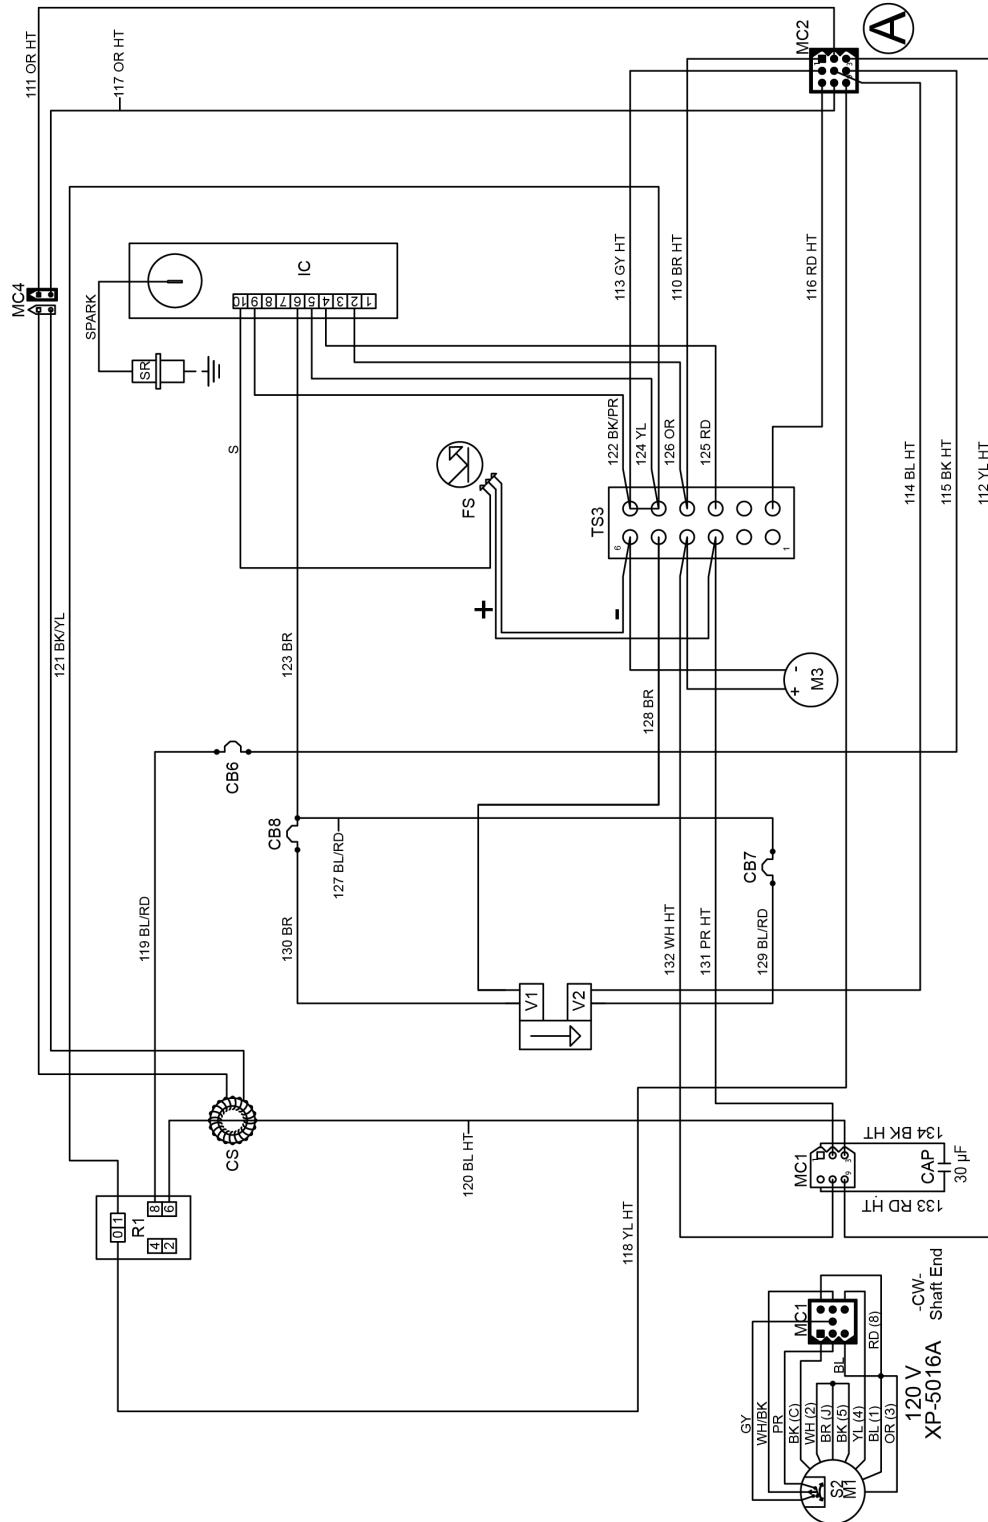 111 OR HT
117 OR HT
MC2
A
1
3
9
MC4
SPARK
SR
IC
10
9
8
7
6
5
4
3
2
1
113 GY HT
110 BR HT
116 RD HT
S
FS
122 BK/PR
124 YL
126 OR
125 RD
TS3
6
1
114 BL HT
115 BK HT
112 YL HT
121 BK/YL
123 BR
+
-
128 BR
M3
+ -
CB6
CB8
127 BL/RD
CB7
119 BL/RD
130 BR
132 WH HT
131 PR HT
129 BL/RD
V1
V2
CS
120 BL HT
MC1
1
3
9
134 BK HT
CAP
30 µF
133 RD HT
R1
0 1
8
6
4
2
118 YL HT
-CW-
Shaft End
MC1
GY
WH/BK
PR
BK (C)
WH (2)
BR (J)
BK (5)
YL (4)
BL (1)
OR (3)
BL
RD (8)
S2
M1
120 V
XP-5016A